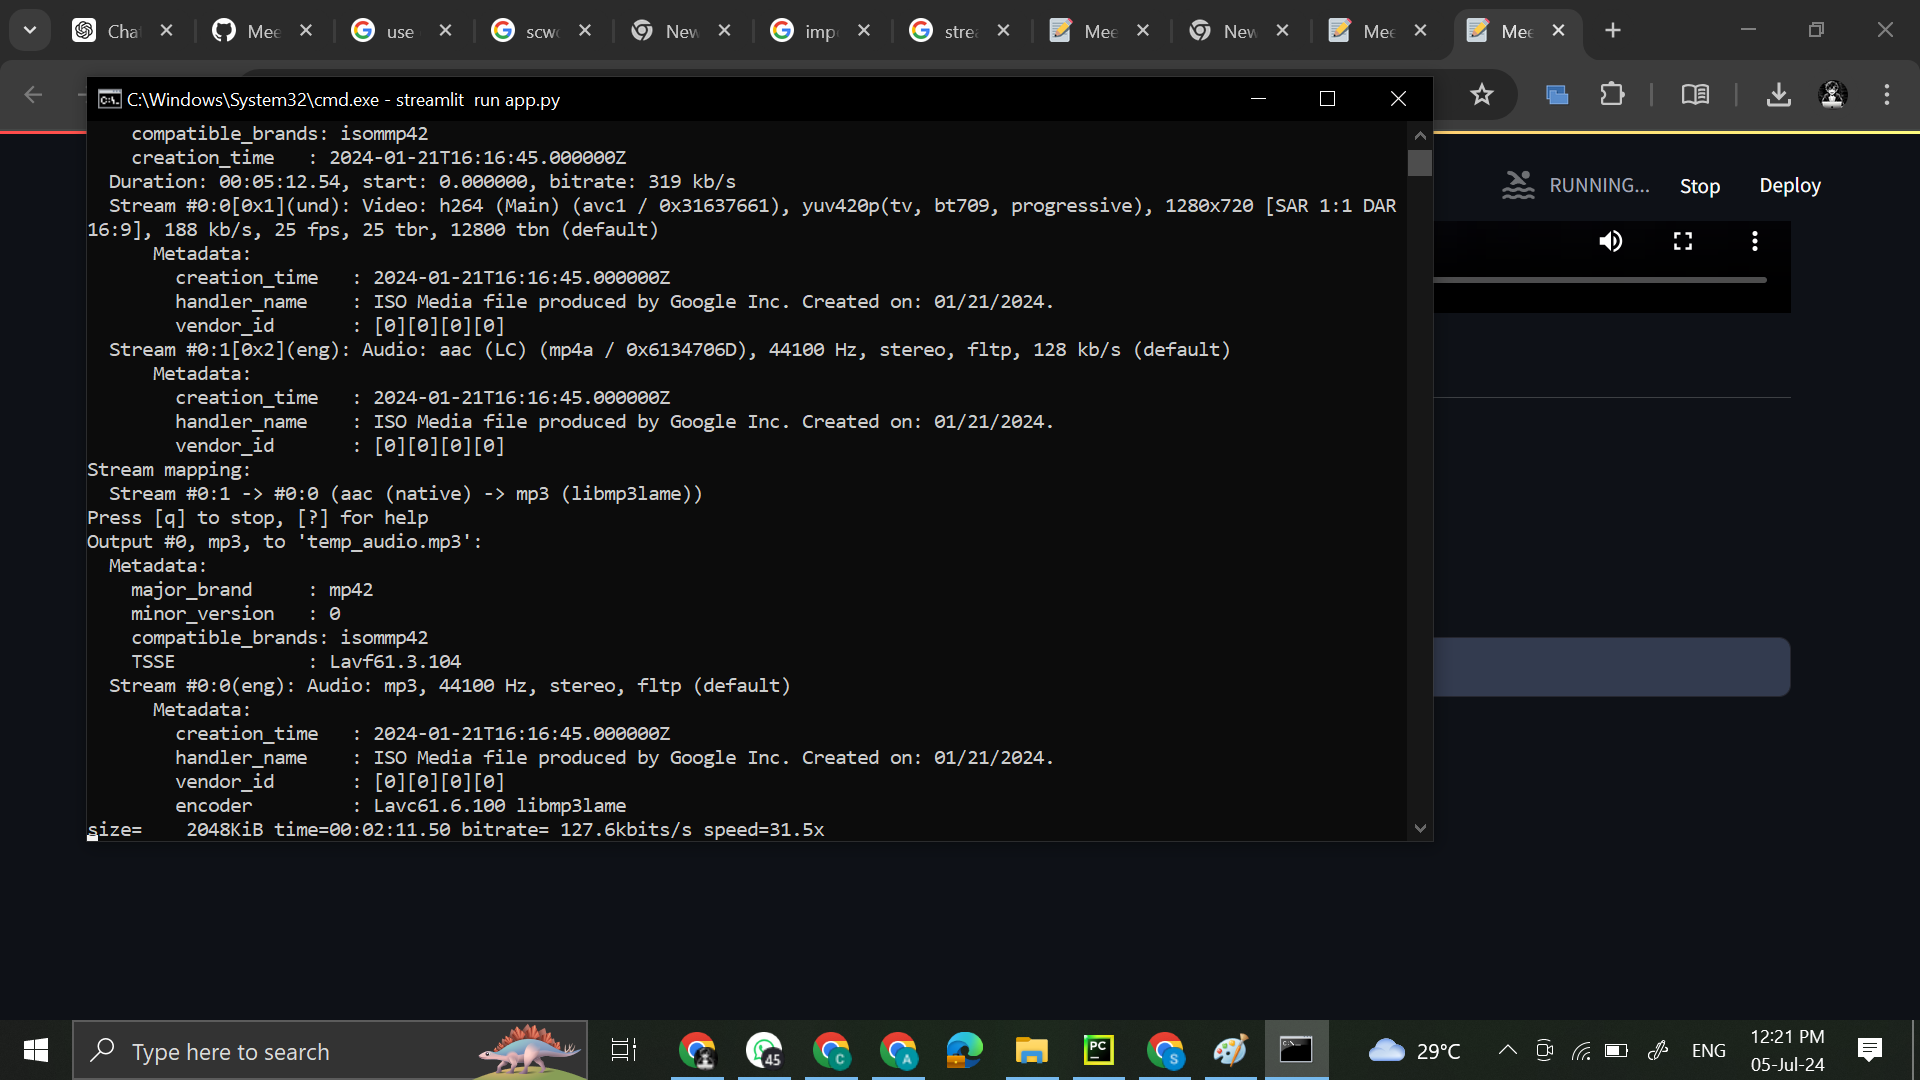 Cha
Mee
use
scw
New
imp
strea
Mee
New
Mee
Mee
C:\Windows\System32\cmd.exe - streamlit  run app.py
compatible_brands: isommp42
creation_time   : 2024-01-21T16:16:45.000000Z
Duration: 00:05:12.54, start: 0.000000, bitrate: 319 kb/s
Stream #0:0[0x1](und): Video: h264 (Main) (avc1 / 0x31637661), yuv420p(tv, bt709, progressive), 1280x720 [SAR 1:1 DAR
16:9], 188 kb/s, 25 fps, 25 tbr, 12800 tbn (default)
Metadata:
creation_time   : 2024-01-21T16:16:45.000000Z
handler_name    : ISO Media file produced by Google Inc. Created on: 01/21/2024.
vendor_id       : [0][0][0][0]
Stream #0:1[0x2](eng): Audio: aac (LC) (mp4a / 0x6134706D), 44100 Hz, stereo, fltp, 128 kb/s (default)
Metadata:
creation_time   : 2024-01-21T16:16:45.000000Z
handler_name    : ISO Media file produced by Google Inc. Created on: 01/21/2024.
vendor_id       : [0][0][0][0]
Stream mapping:
Stream #0:1 -> #0:0 (aac (native) -> mp3 (libmp3lame))
Press [q] to stop, [?] for help
Output #0, mp3, to 'temp_audio.mp3':
Metadata:
major_brand     : mp42
minor_version   : 0
compatible_brands: isommp42
TSSE            : Lavf61.3.104
Stream #0:0(eng): Audio: mp3, 44100 Hz, stereo, fltp (default)
Metadata:
creation_time   : 2024-01-21T16:16:45.000000Z
handler_name    : ISO Media file produced by Google Inc. Created on: 01/21/2024.
vendor_id       : [0][0][0][0]
encoder         : Lavc61.6.100 libmp3lame
size=    2048KiB time=00:02:11.50 bitrate= 127.6kbits/s speed=31.5x
RUNNING...
Stop
Deploy
Type here to search
45
C
A
PC
S
29°C
ENG
12:21 PM
05-Jul-24